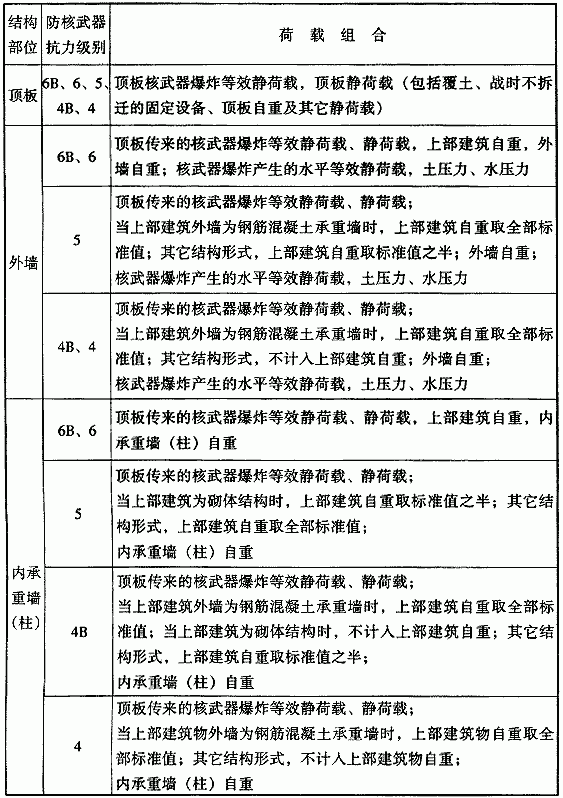 结构部位 防核武器抗力级别 荷载组合
顶板 6B、6、5、4B、4 顶板核武器爆炸等效静荷载，顶板静荷载（包括覆土、战时不拆
迁的固定设备、顶板自重及其它静荷载）
外墙 6B、6 顶板传来的核武器爆炸等效静荷载、静荷载，上部建筑自重，外
墙自重；核武器爆炸产生的水平等效静荷载，土压力、水压力
5 顶板传来的核武器爆炸等效静荷载、静荷载；
当上部建筑外墙为钢筋混凝土承重墙时，上部建筑自重取全部标
准值；其它结构形式，上部建筑自重取标准值之半；外墙自重；
核武器爆炸产生的水平等效静荷载，土压力、水压力
4B、4 顶板传来的核武器爆炸等效静荷载、静荷载；
当上部建筑外墙为钢筋混凝土承重墙时，上部建筑自重取全部标
准值；其它结构形式，不计入上部建筑自重；外墙自重；
核武器爆炸产生的水平等效静荷载，土压力、水压力
内承重墙（柱） 6B、6 顶板传来的核武器爆炸等效静荷载、静荷载，上部建筑自重，内
承重墙（柱）自重
5 顶板传来的核武器爆炸等效静荷载、静荷载；
当上部建筑为砌体结构时，上部建筑自重取标准值之半；其它结
构形式，上部建筑自重取全部标准值；
内承重墙（柱）自重
4B 顶板传来的核武器爆炸等效静荷载、静荷载；
当上部建筑外墙为钢筋混凝土承重墙时，上部建筑自重取全部标
准值；当上部建筑为砌体结构时，不计入上部建筑自重；其它结
构形式，上部建筑自重取标准值之半；
内承重墙（柱）自重
4 顶板传来的核武器爆炸等效静荷载、静荷载；
当上部建筑物外墙为钢筋混凝土承重墙时，上部建筑物自重取全
部标准值；其它结构形式，不计入上部建筑物自重；
内承重墙（柱）自重